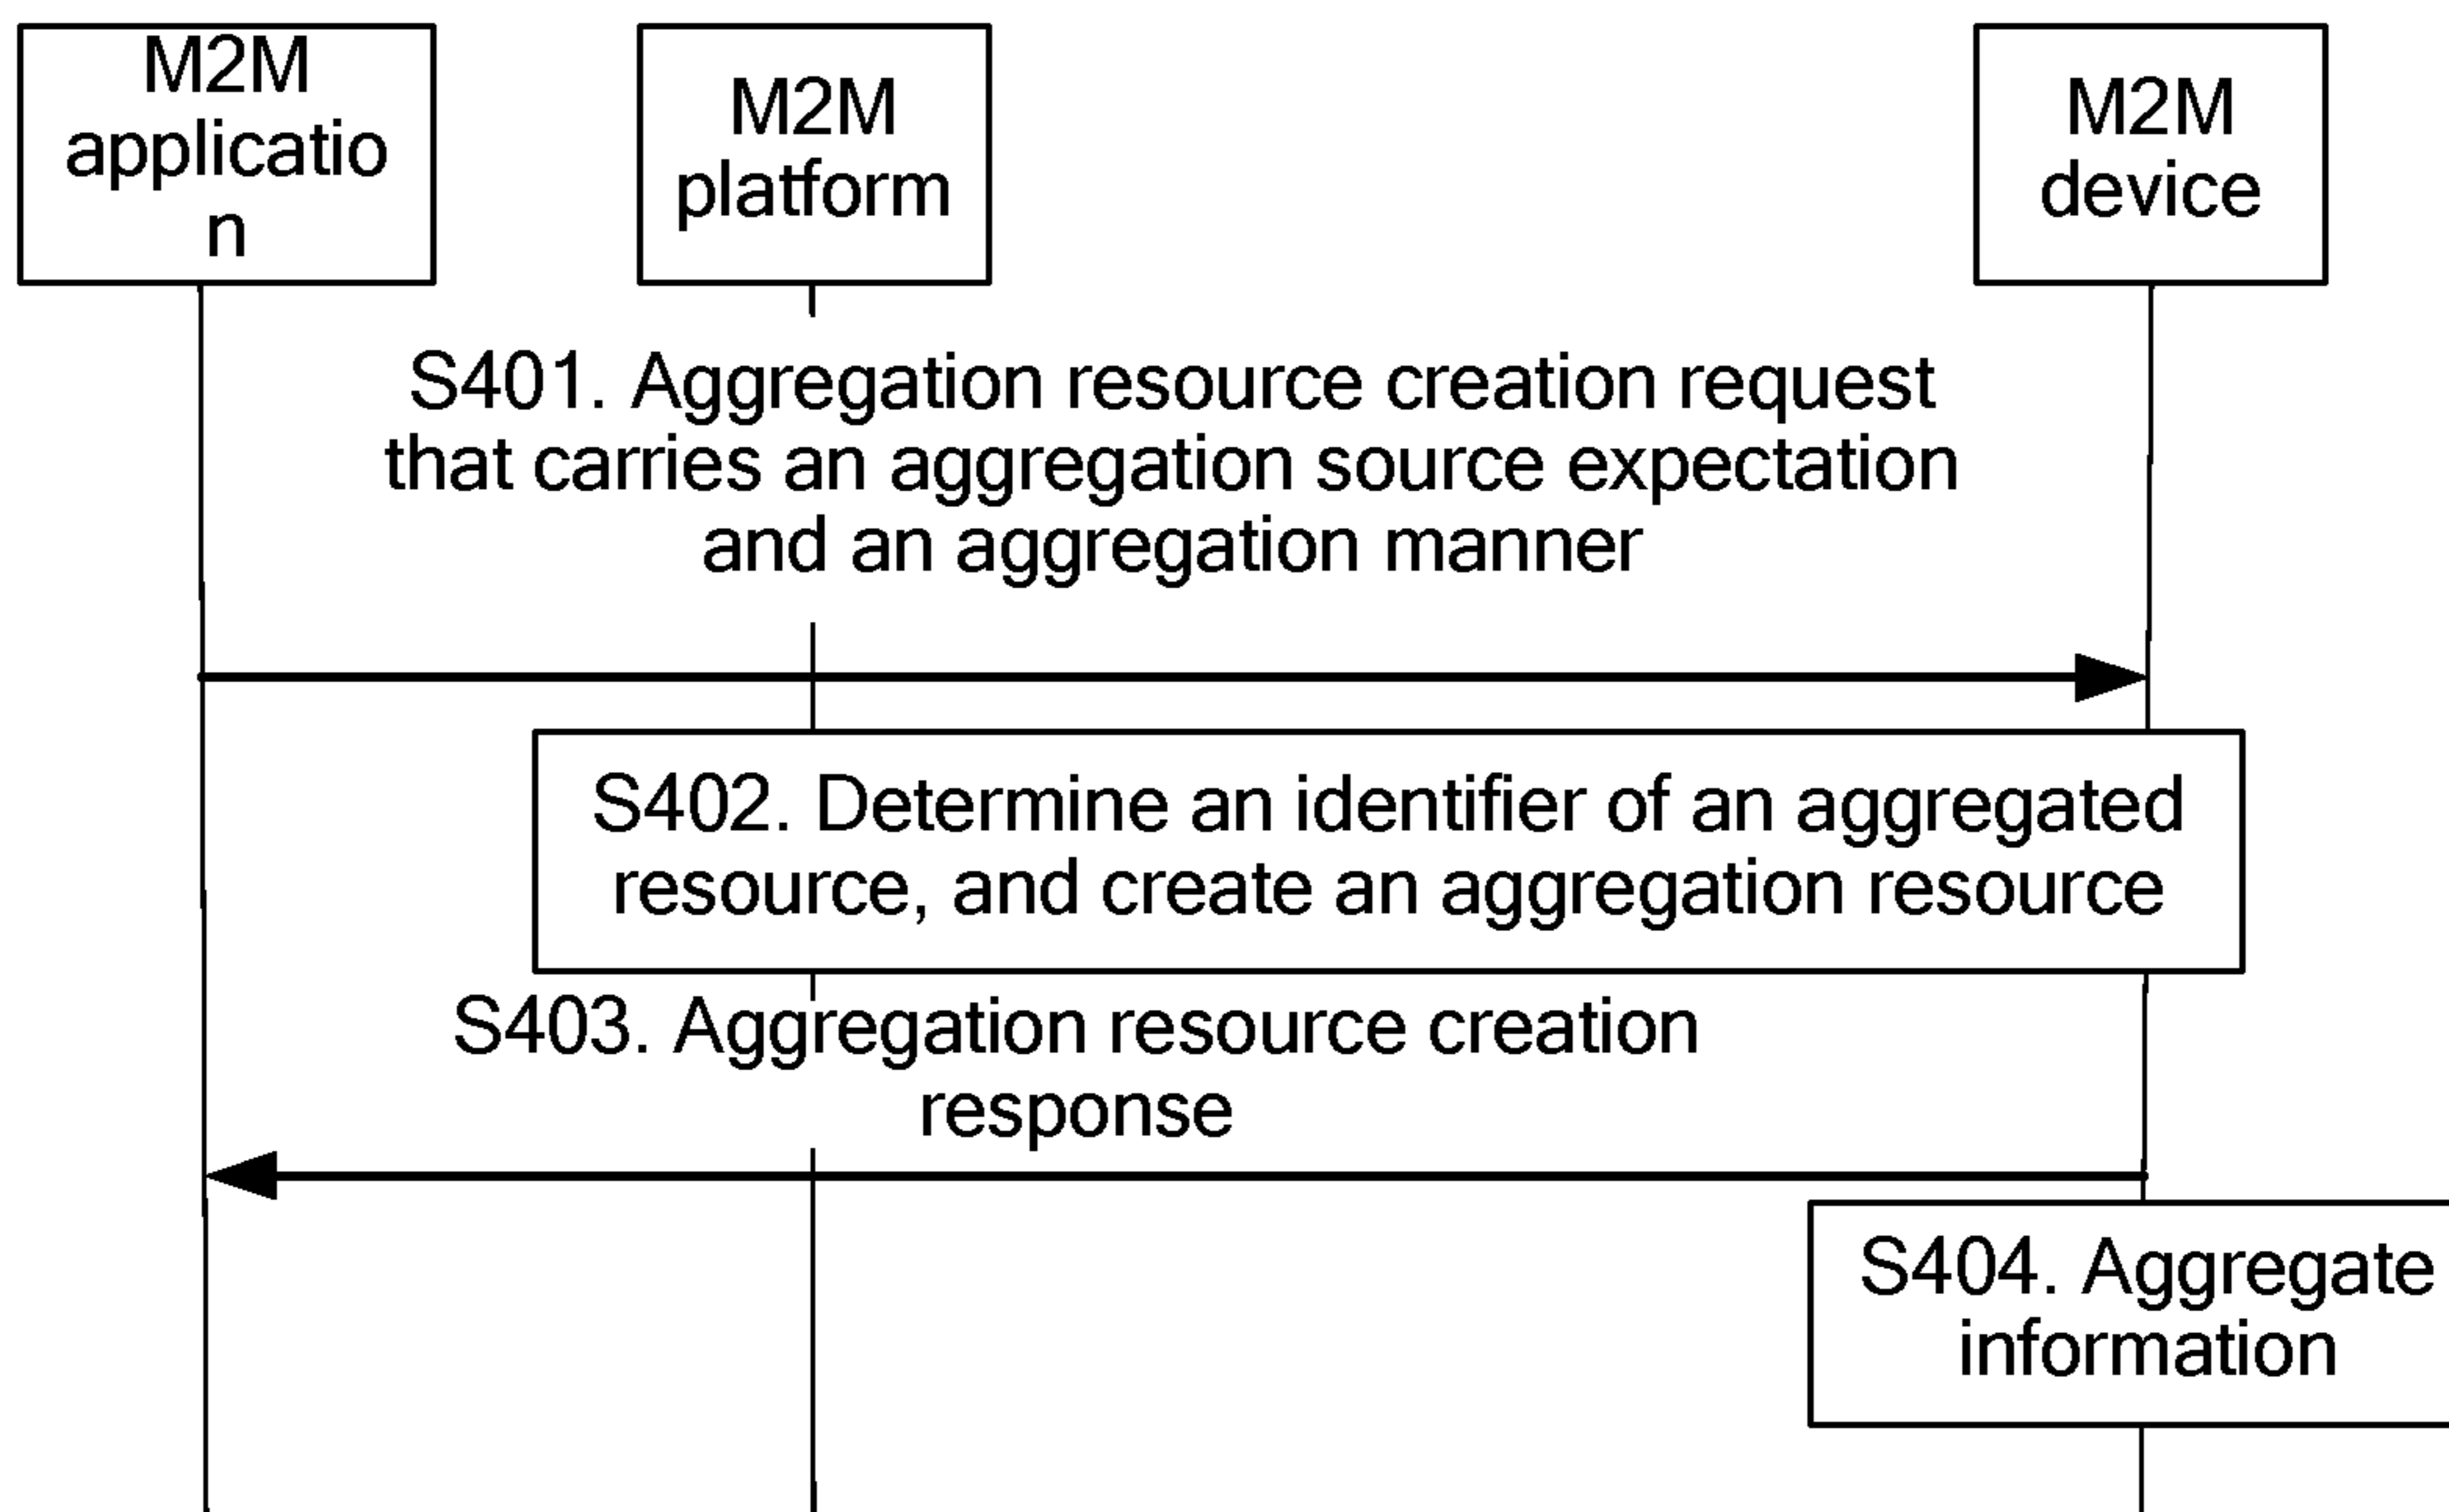 M2M
applicatio
n
M2M
platform
M2M
device
S401. Aggregation resource creation request
that carries an aggregation source expectation
and an aggregation manner
S402. Determine an identifier of an aggregated
resource, and create an aggregation resource
S403. Aggregation resource creation
response
S404. Aggregate
information